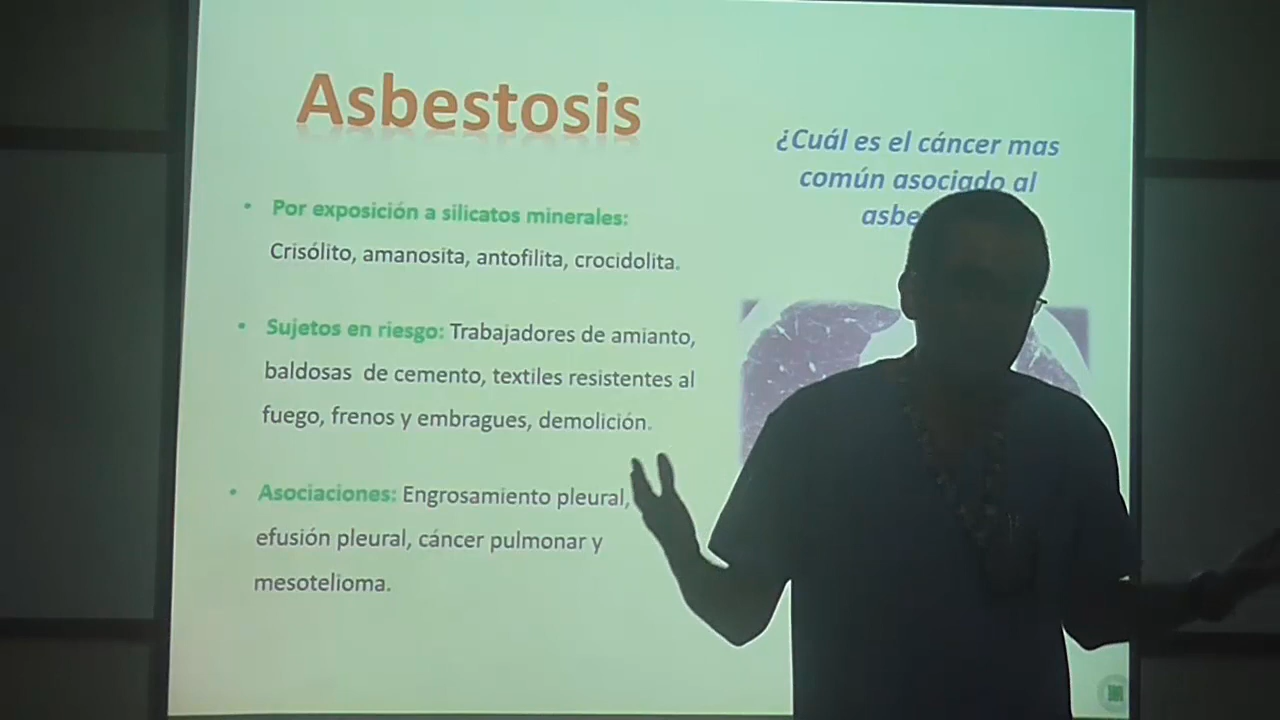 Asbestosis
• Por exposición a silicatos minerales:
Crisólito, amanosita, antofilita, crocidolita.
• Sujetos en riesgo: Trabajadores de amianto,
baldosas de cemento, textiles resistentes al
fuego, frenos y embragues, demolición.
• Asociaciones: Engrosamiento pleural,
efusión pleural, cáncer pulmonar y
mesotelioma.
¿Cuál es el cáncer mas
común asociado al